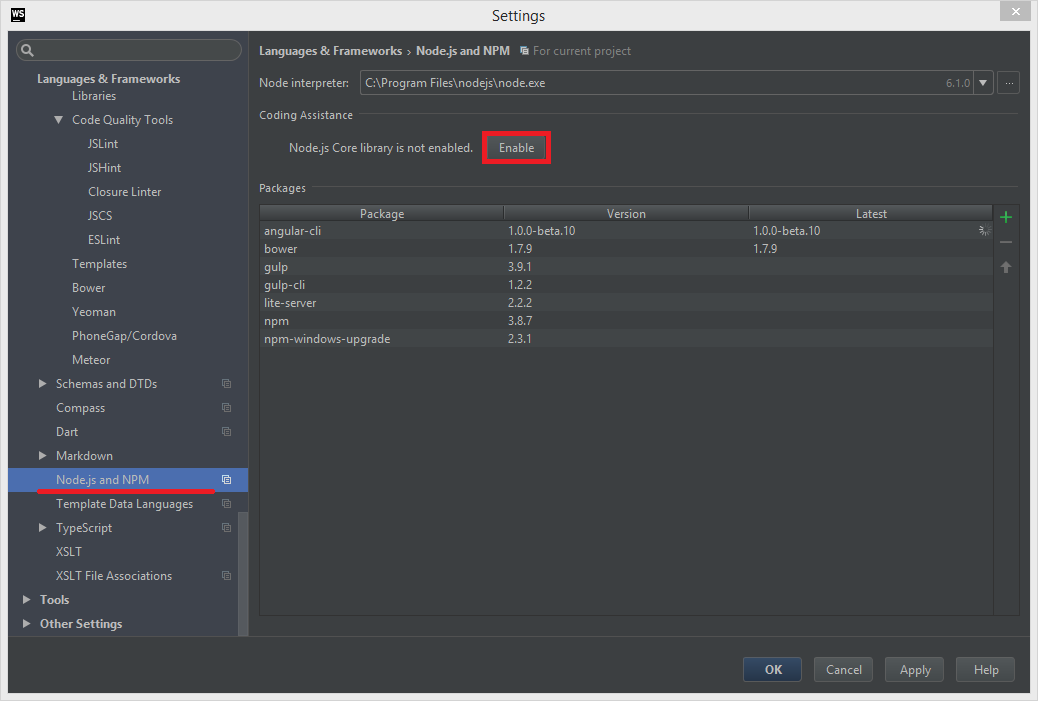 WS
Settings
Languages & Frameworks
Libraries
Code Quality Tools
JSLint
JSHint
Closure Linter
JSCS
ESLint
Templates
Bower
Yeoman
PhoneGap/Cordova
Meteor
Schemas and DTDs
Compass
Dart
Markdown
Node.js and NPM
Template Data Languages
TypeScript
XSLT
XSLT File Associations
Tools
Other Settings
Languages & Frameworks › Node.js and NPM For current project
Node interpreter: C:\Program Files\nodejs\node.exe 6.1.0 ...
Coding Assistance
Node.js Core library is not enabled. Enable
Packages
Package Version Latest
angular-cli 1.0.0-beta.10 1.0.0-beta.10
bower 1.7.9 1.7.9
gulp 3.9.1
gulp-cli 1.2.2
lite-server 2.2.2
npm 3.8.7
npm-windows-upgrade 2.3.1
OK Cancel Apply Help